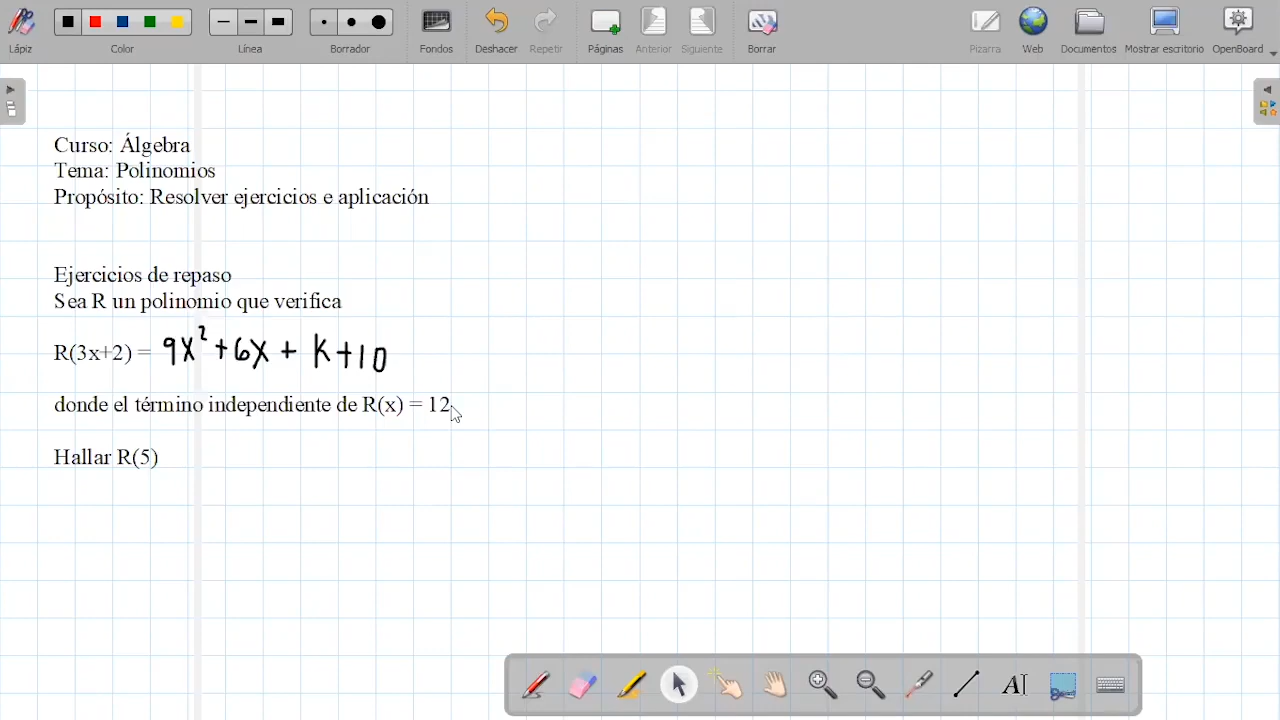 Lápiz
Color
Línea
Borrador
Fondos
Deshacer
Repetir
Páginas
Anterior
Siguiente
Borrar
Pizarra
Web
Documentos
Mostrar escritorio
OpenBoard
Curso: Álgebra
Tema: Polinomios
Propósito: Resolver ejercicios e aplicación
Ejercicios de repaso
Sea R un polinomio que verifica
R(3x+2) = 9x² + 6x + k + 10
donde el término independiente de R(x) = 12
Hallar R(5)
AI